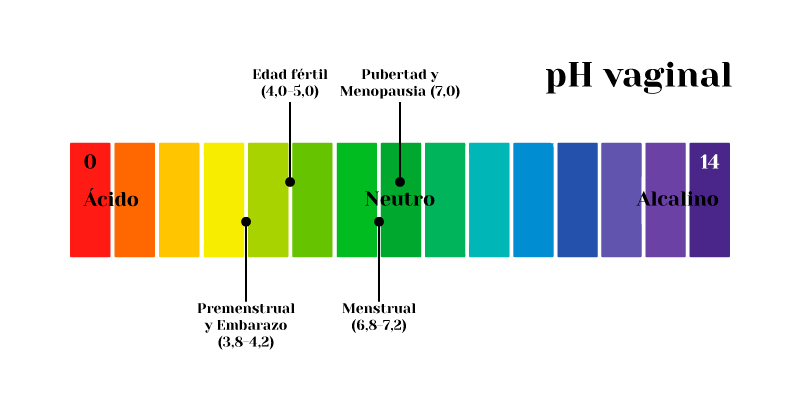 pH vaginal
Edad fértil
(4,0-5,0)
Pubertad y
Menopausia (7,0)
0
14
Ácido
Neutro
Alcalino
Premenstrual
y Embarazo
(3,8-4,2)
Menstrual
(6,8-7,2)